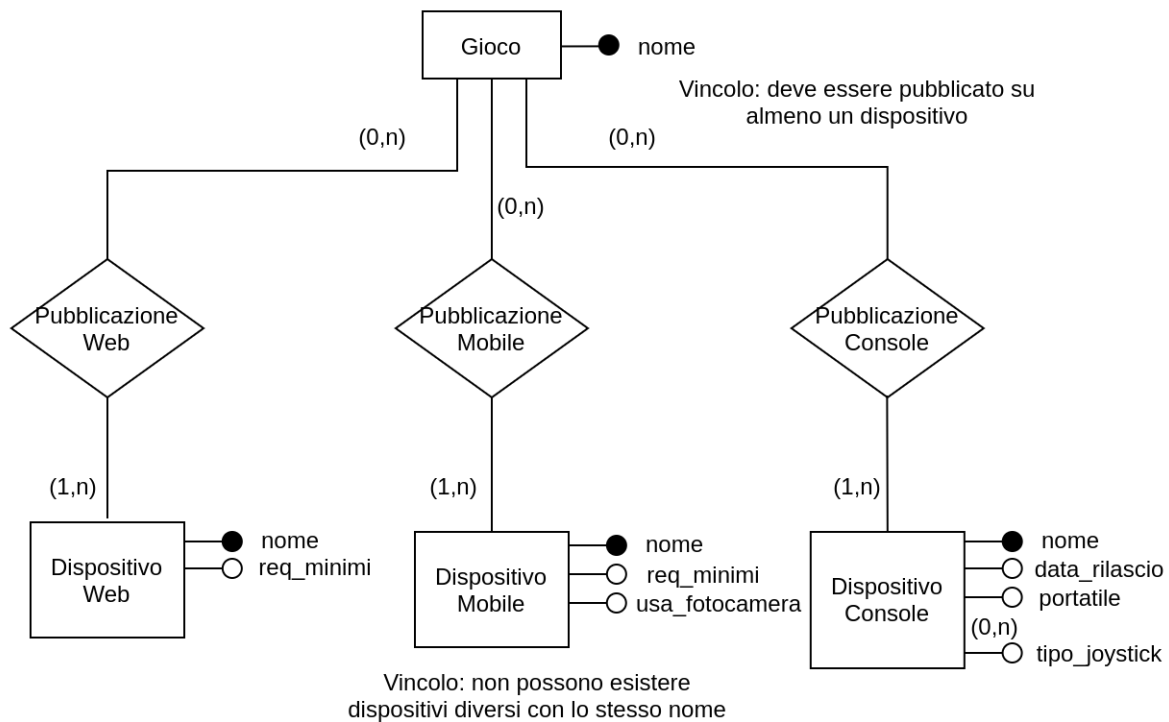 Gioco
nome
Vincolo: deve essere pubblicato su
almeno un dispositivo
(0,n)
(0,n)
(0,n)
Pubblicazione
Web
Pubblicazione
Mobile
Pubblicazione
Console
(1,n)
(1,n)
(1,n)
Dispositivo
Web
nome
req_minimi
Dispositivo
Mobile
nome
req_minimi
usa_fotocamera
Dispositivo
Console
nome
data_rilascio
portatile
(0,n)
tipo_joystick
Vincolo: non possono esistere
dispositivi diversi con lo stesso nome